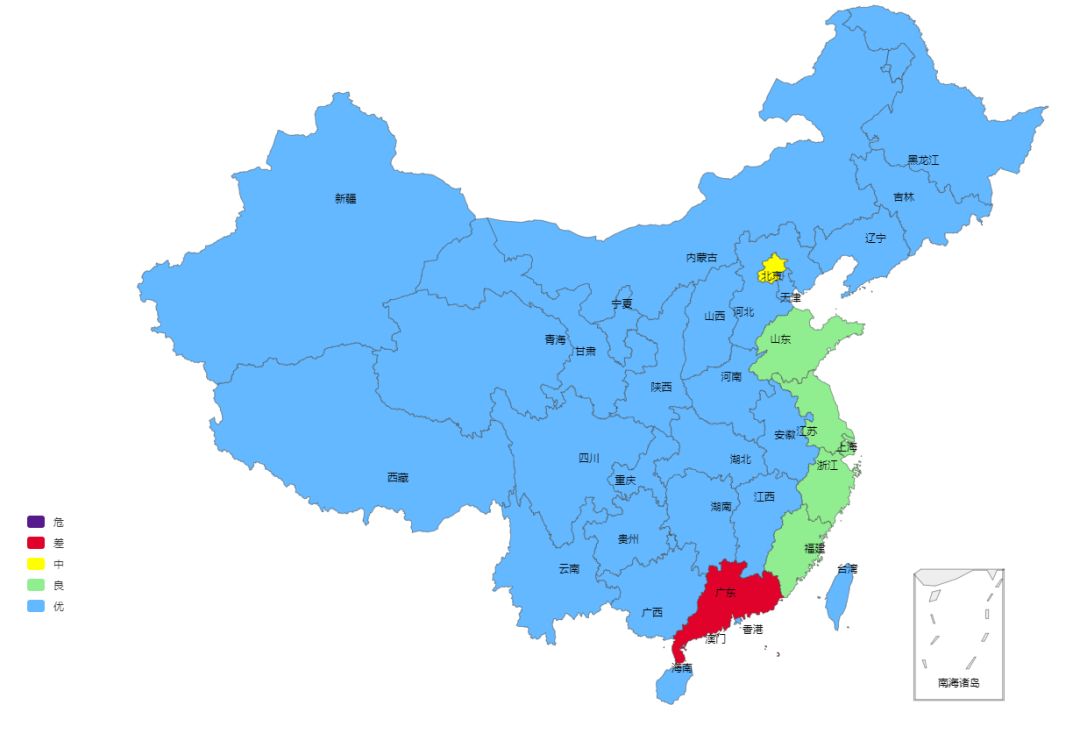 黑龙江
吉林
新疆
辽宁
内蒙古
北京
天津
宁夏
山西
河北
青海
山东
甘肃
河南
陕西
江苏
安徽
上海
四川
湖北
浙江
西藏
重庆
江西
湖南
危
贵州
差
福建
中
云南
台湾
良
广东
优
广西
香港
澳门
海南
南海诸岛